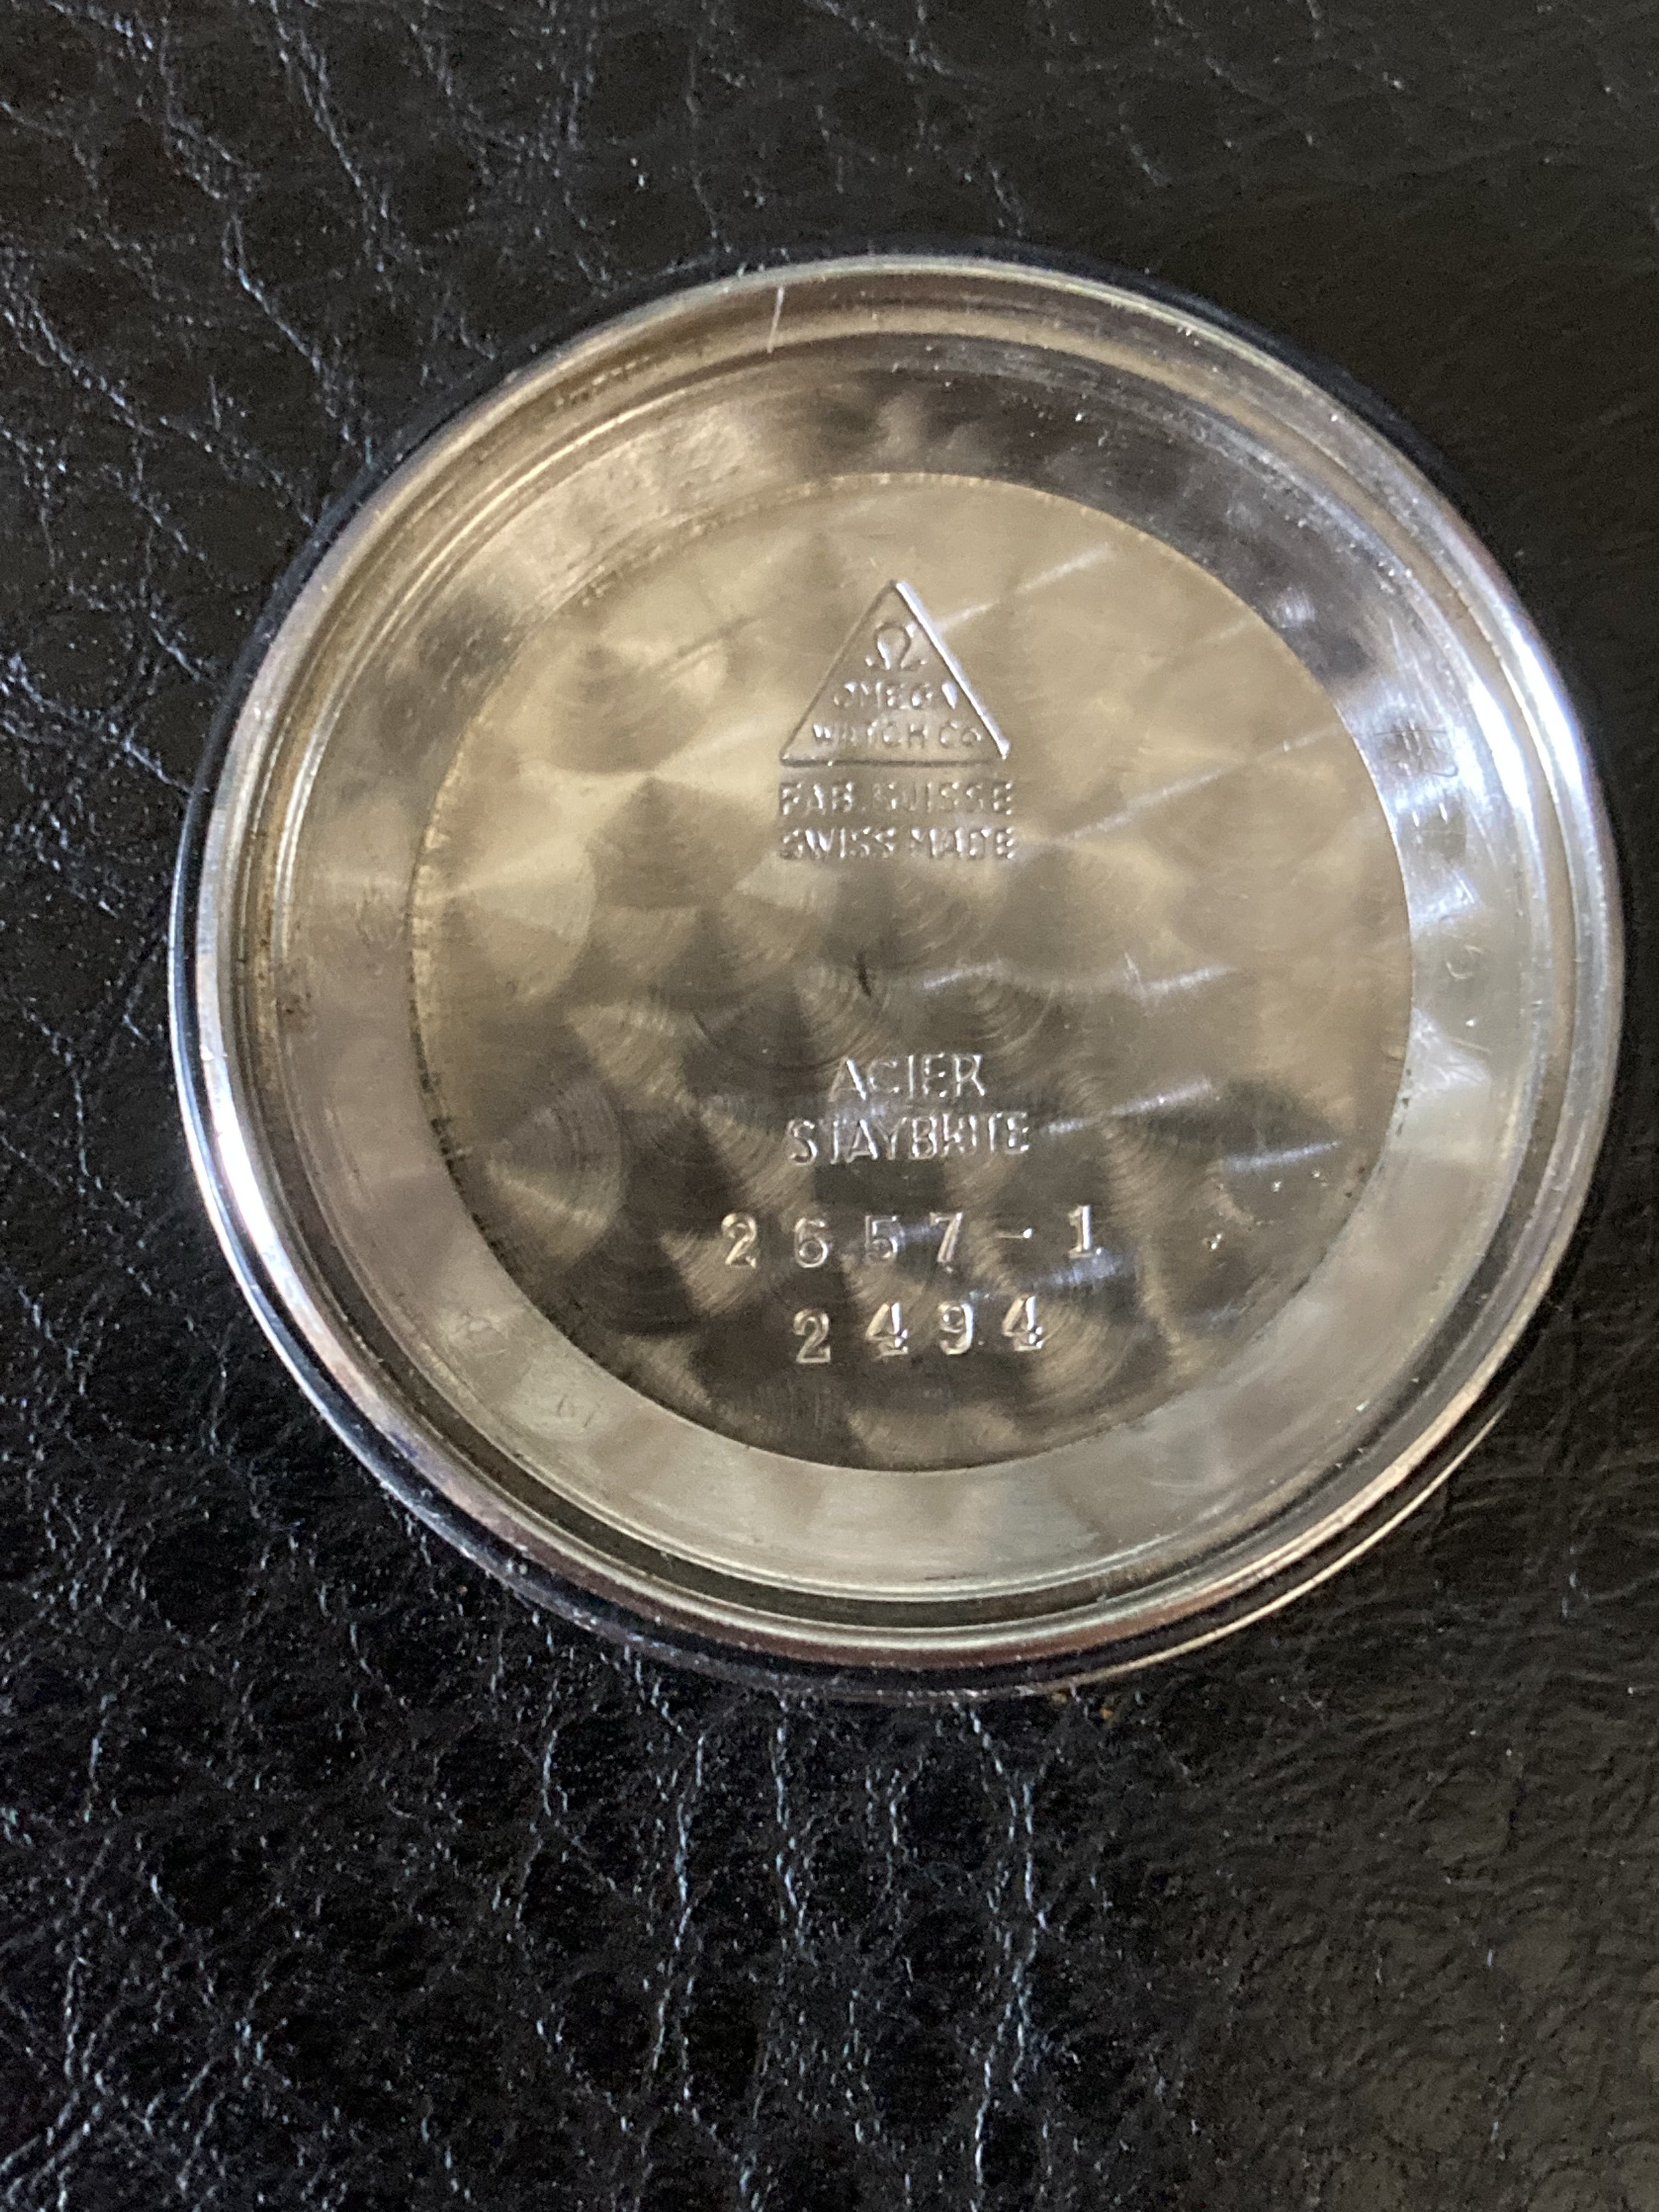 Ω
OMEGA
WATCH CO
FAB. SUISSE
SWISS MADE
ACIER
STAYBRITE
2657-1
2494